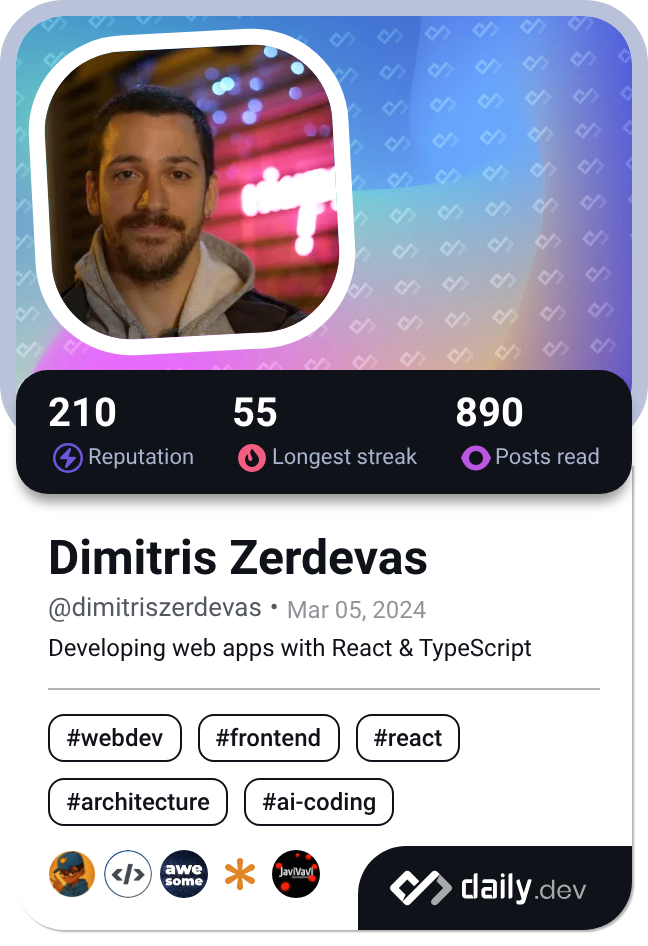 210 55 890
Reputation Longest streak Posts read
Dimitris Zerdevas
@dimitriszerdevas • Mar 05, 2024
Developing web apps with React & TypeScript
#webdev #frontend #react
#architecture #ai-coding
</> awe some JaviVavi
daily.dev